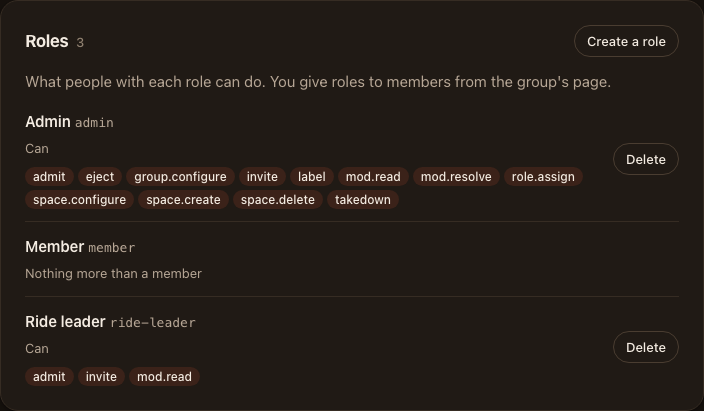 Roles 3
Create a role
What people with each role can do. You give roles to members from the group's page.
Admin admin
Can
Delete
admit eject group.configure invite label mod.read mod.resolve role.assign
space.configure space.create space.delete takedown
Member member
Nothing more than a member
Ride leader ride-leader
Can
Delete
admit invite mod.read